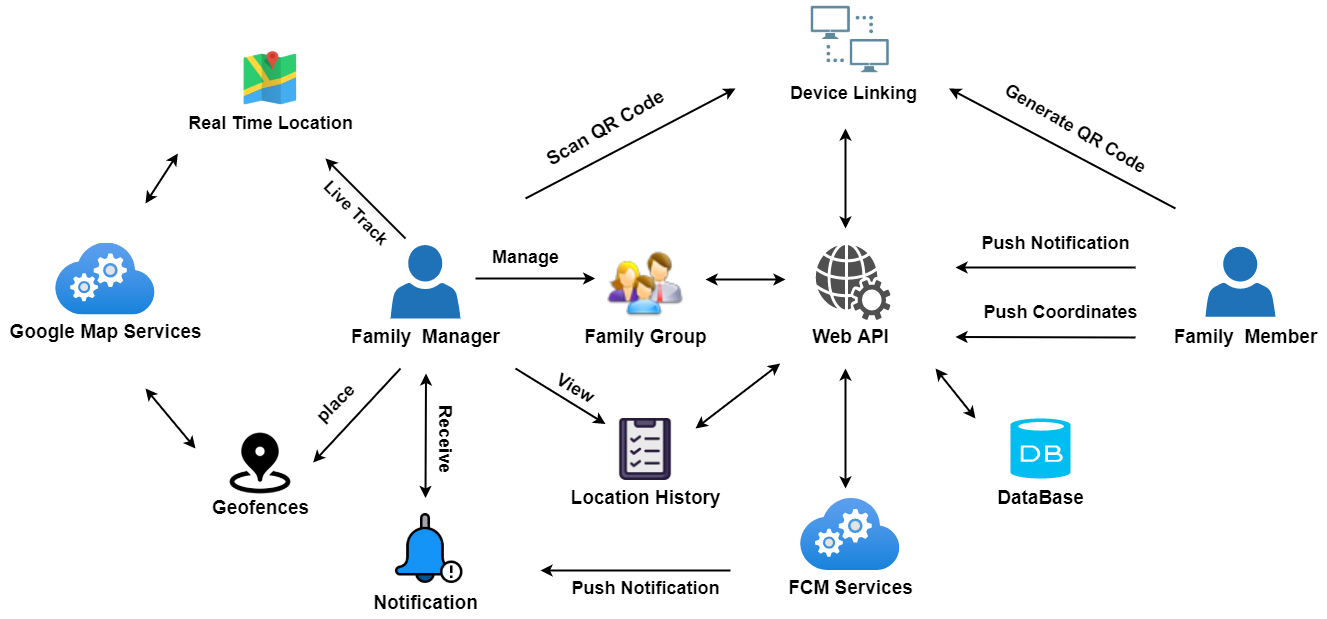 Device Linking
Scan QR Code
Generate QR Code
Real Time Location
Live Track
Manage
Push Notification
Push Coordinates
Google Map Services
Family Manager
Family Group
Web API
Family Member
place
View
Receive
Geofences
Location History
DB
DataBase
Notification
Push Notification
FCM Services